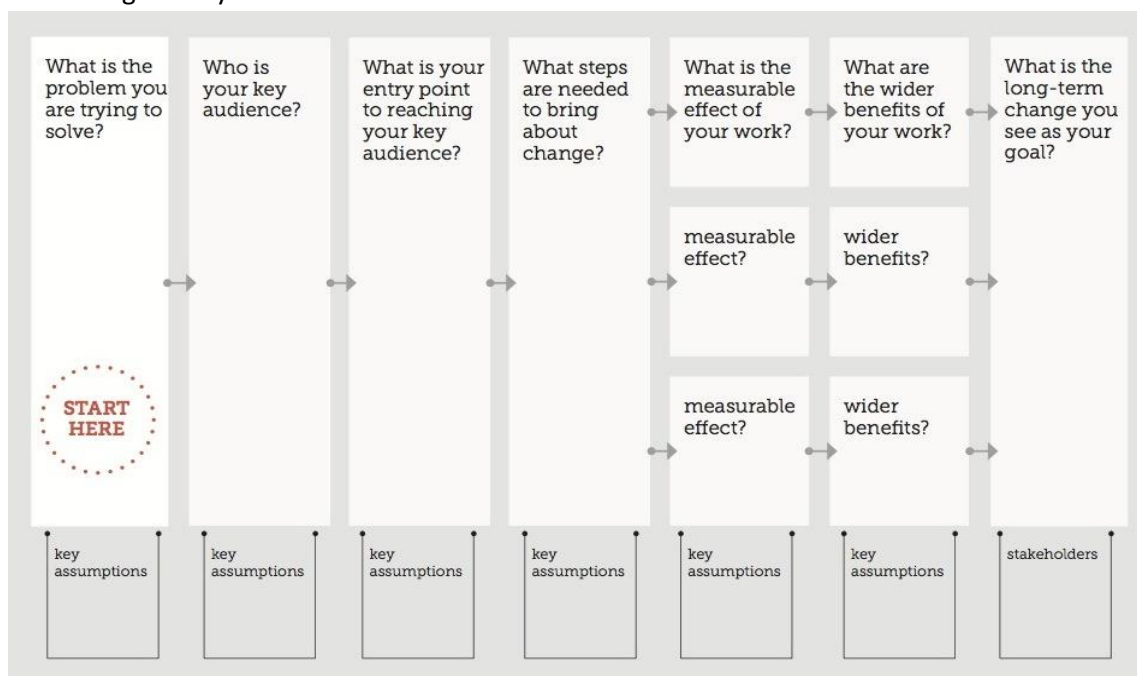 What is the
problem you
are trying to
solve?
START
HERE
Who is
your key
audience?
What is your
entry point
to reaching
your key
audience?
What steps
are needed
to bring
about
change?
What is the
measurable
effect of
your work?
measurable
effect?
measurable
effect?
What are
the wider
benefits of
your work?
wider
benefits?
wider
benefits?
What is the
long-term
change you
see as your
goal?
key
assumptions
key
assumptions
key
assumptions
key
assumptions
key
assumptions
key
assumptions
stakeholders